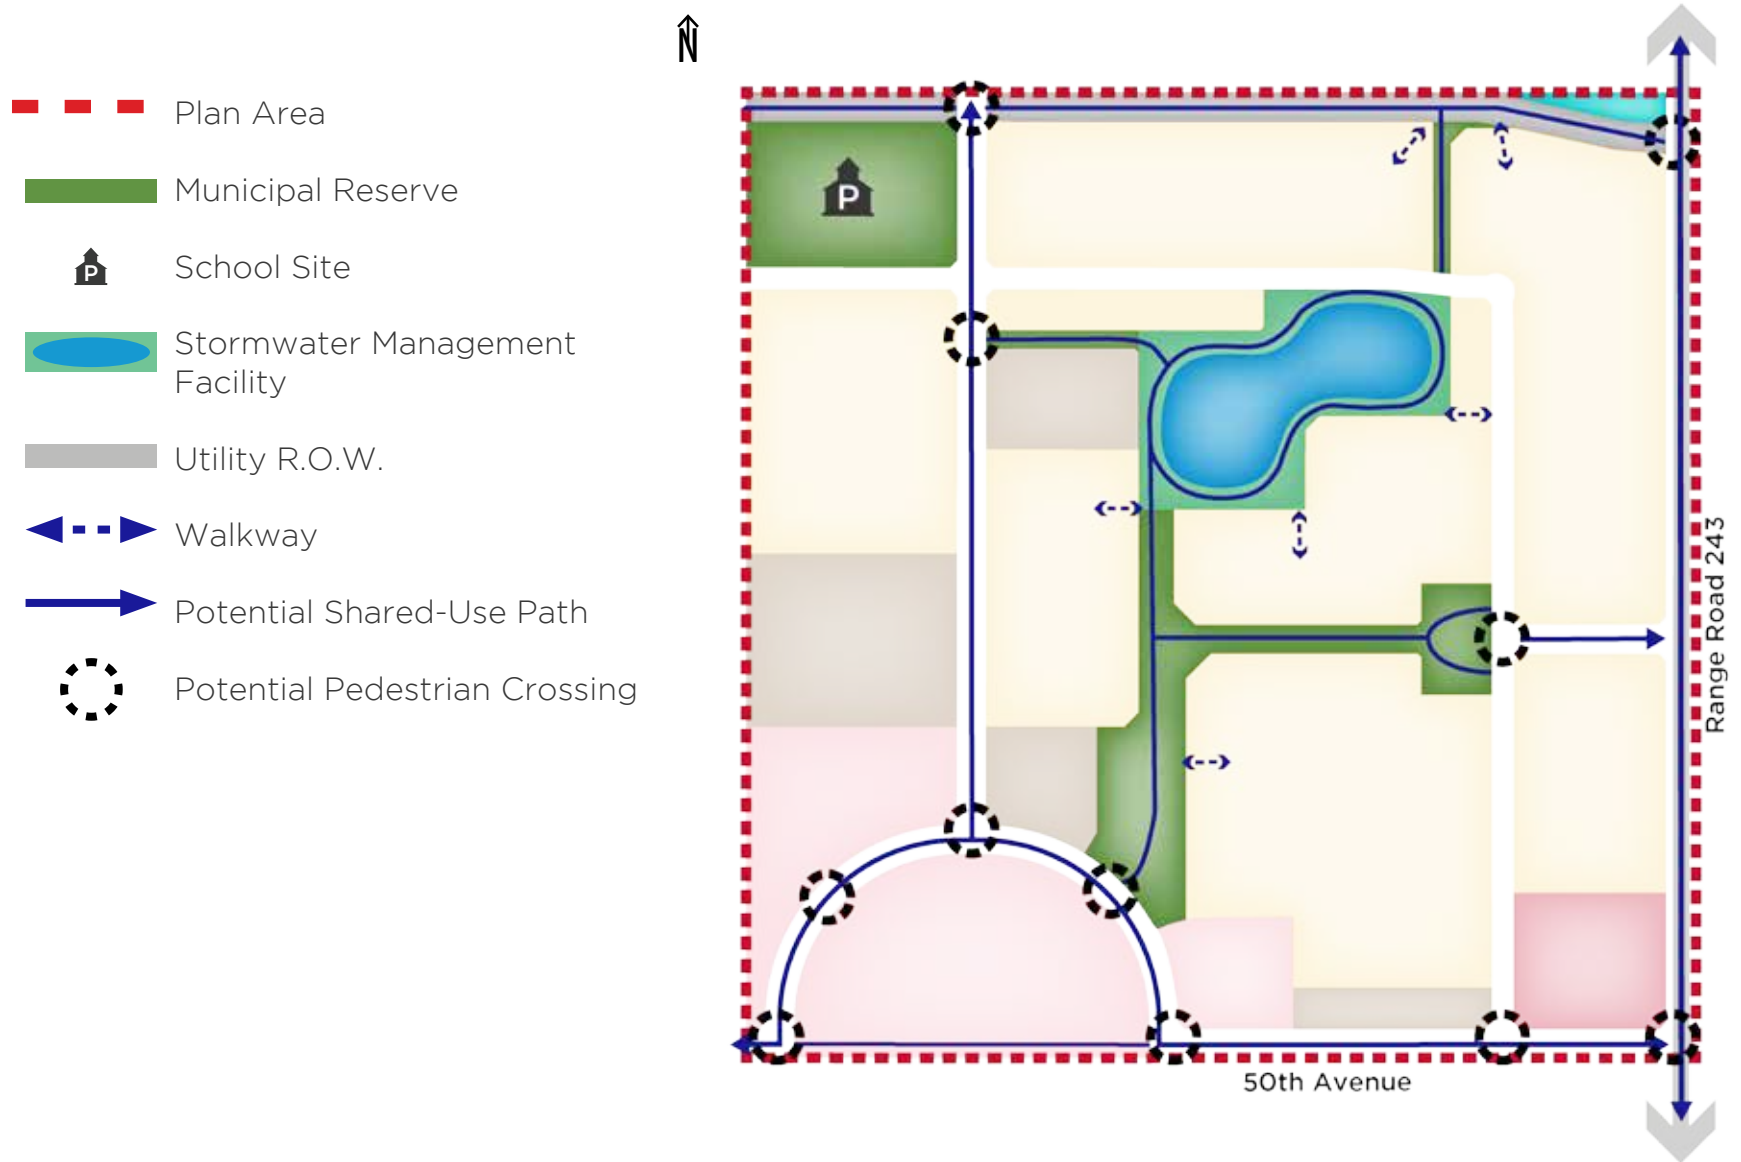 N
Plan Area
Municipal Reserve
P
School Site
Stormwater Management
Facility
Utility R.O.W.
Walkway
Potential Shared-Use Path
Potential Pedestrian Crossing
P
Range Road 243
50th Avenue